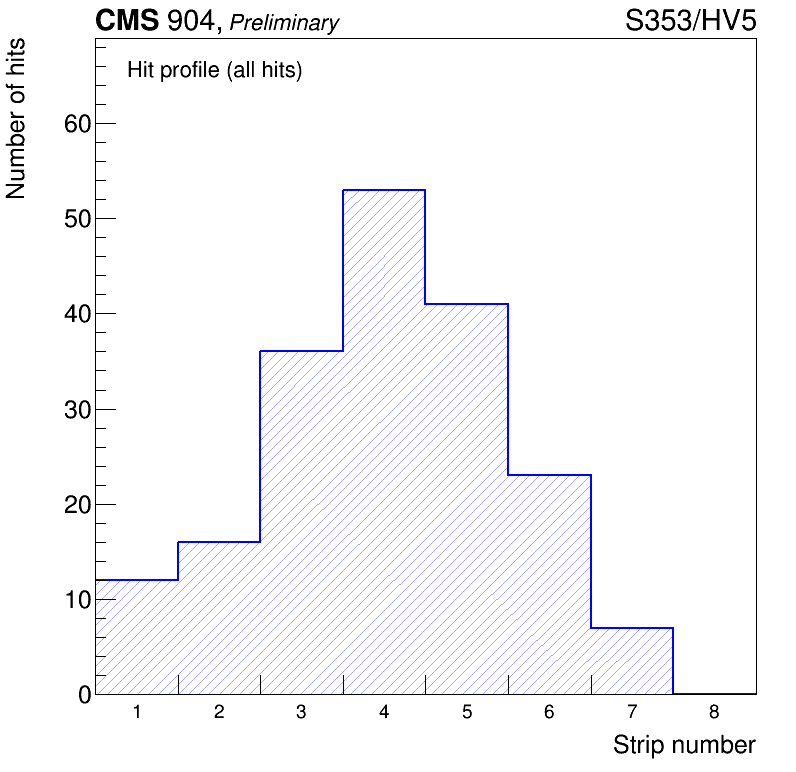 CMS 904, Preliminary
S353/HV5
Number of hits
Hit profile (all hits)
60
50
40
30
20
10
0
1 2 3 4 5 6 7 8
Strip number